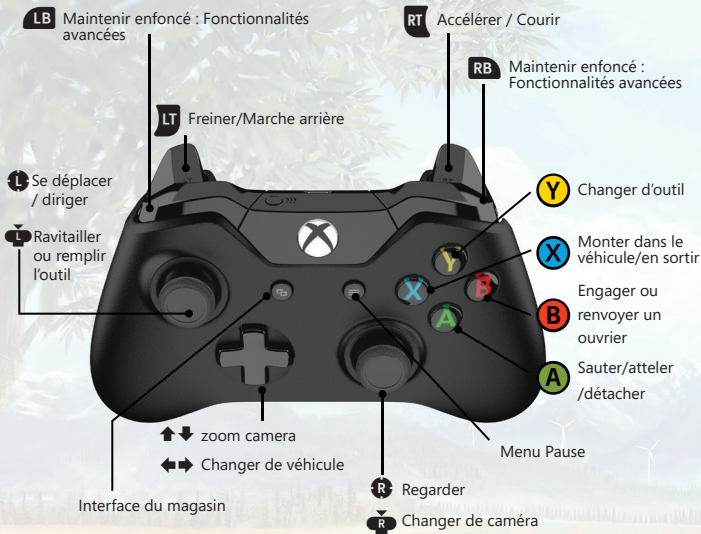 LB Maintenir enfoncé : Fonctionnalités
avancées
RT Accélérer / Courir
RB Maintenir enfoncé :
Fonctionnalités avancées
LT Freiner/Marche arrière
L Se déplacer
/ diriger
L Ravitailler
ou remplir
l'outil
Y Changer d'outil
X Monter dans le
véhicule/en sortir
B Engager ou
renvoyer un
ouvrier
A Sauter/atteler
/détacher
LT
RT
Y
X
B
A
zoom camera
Changer de véhicule
Menu Pause
Interface du magasin
R Regarder
R Changer de caméra